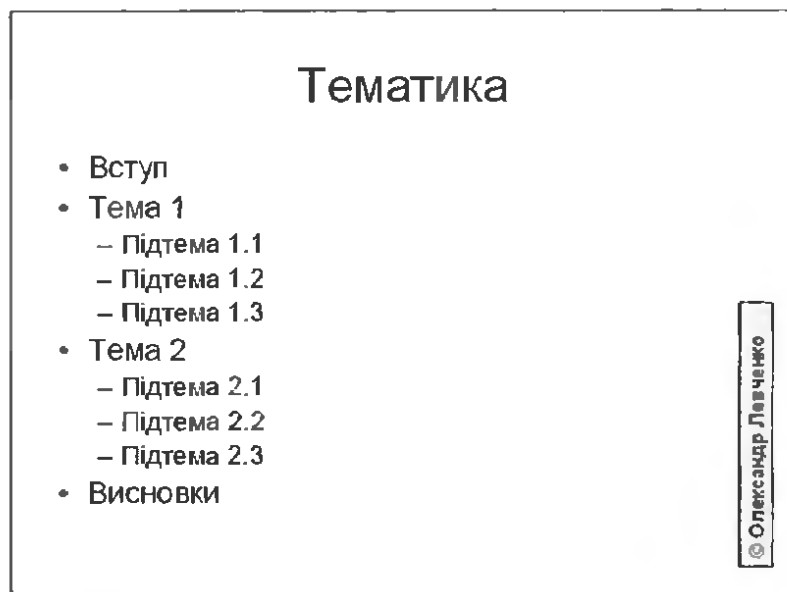 Тематика
• Вступ
• Тема 1
– Підтема 1.1
– Підтема 1.2
– Підтема 1.3
• Тема 2
– Підтема 2.1
– Підтема 2.2
– Підтема 2.3
• Висновки
© Олександр Левченко